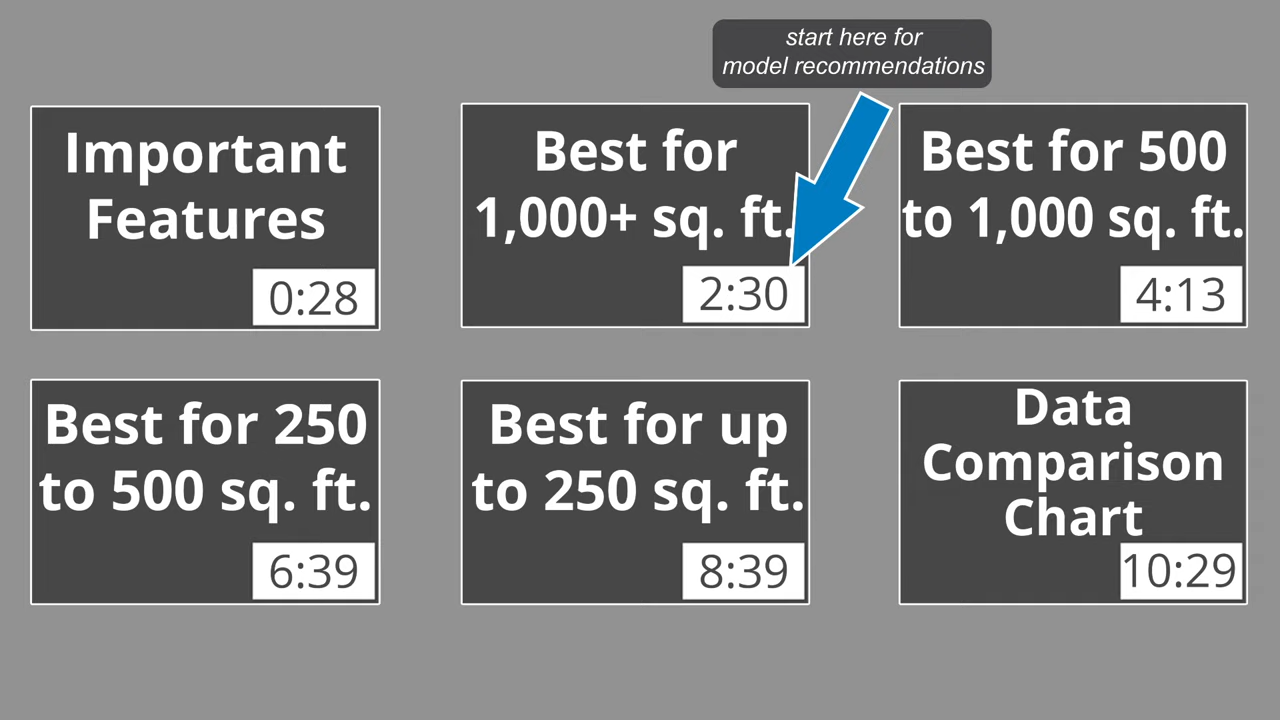 start here for
model recommendations
Important
Features
0:28
Best for
1,000+ sq. ft.
2:30
Best for 500
to 1,000 sq. ft.
4:13
Best for 250
to 500 sq. ft.
6:39
Best for up
to 250 sq. ft.
8:39
Data
Comparison
Chart
10:29